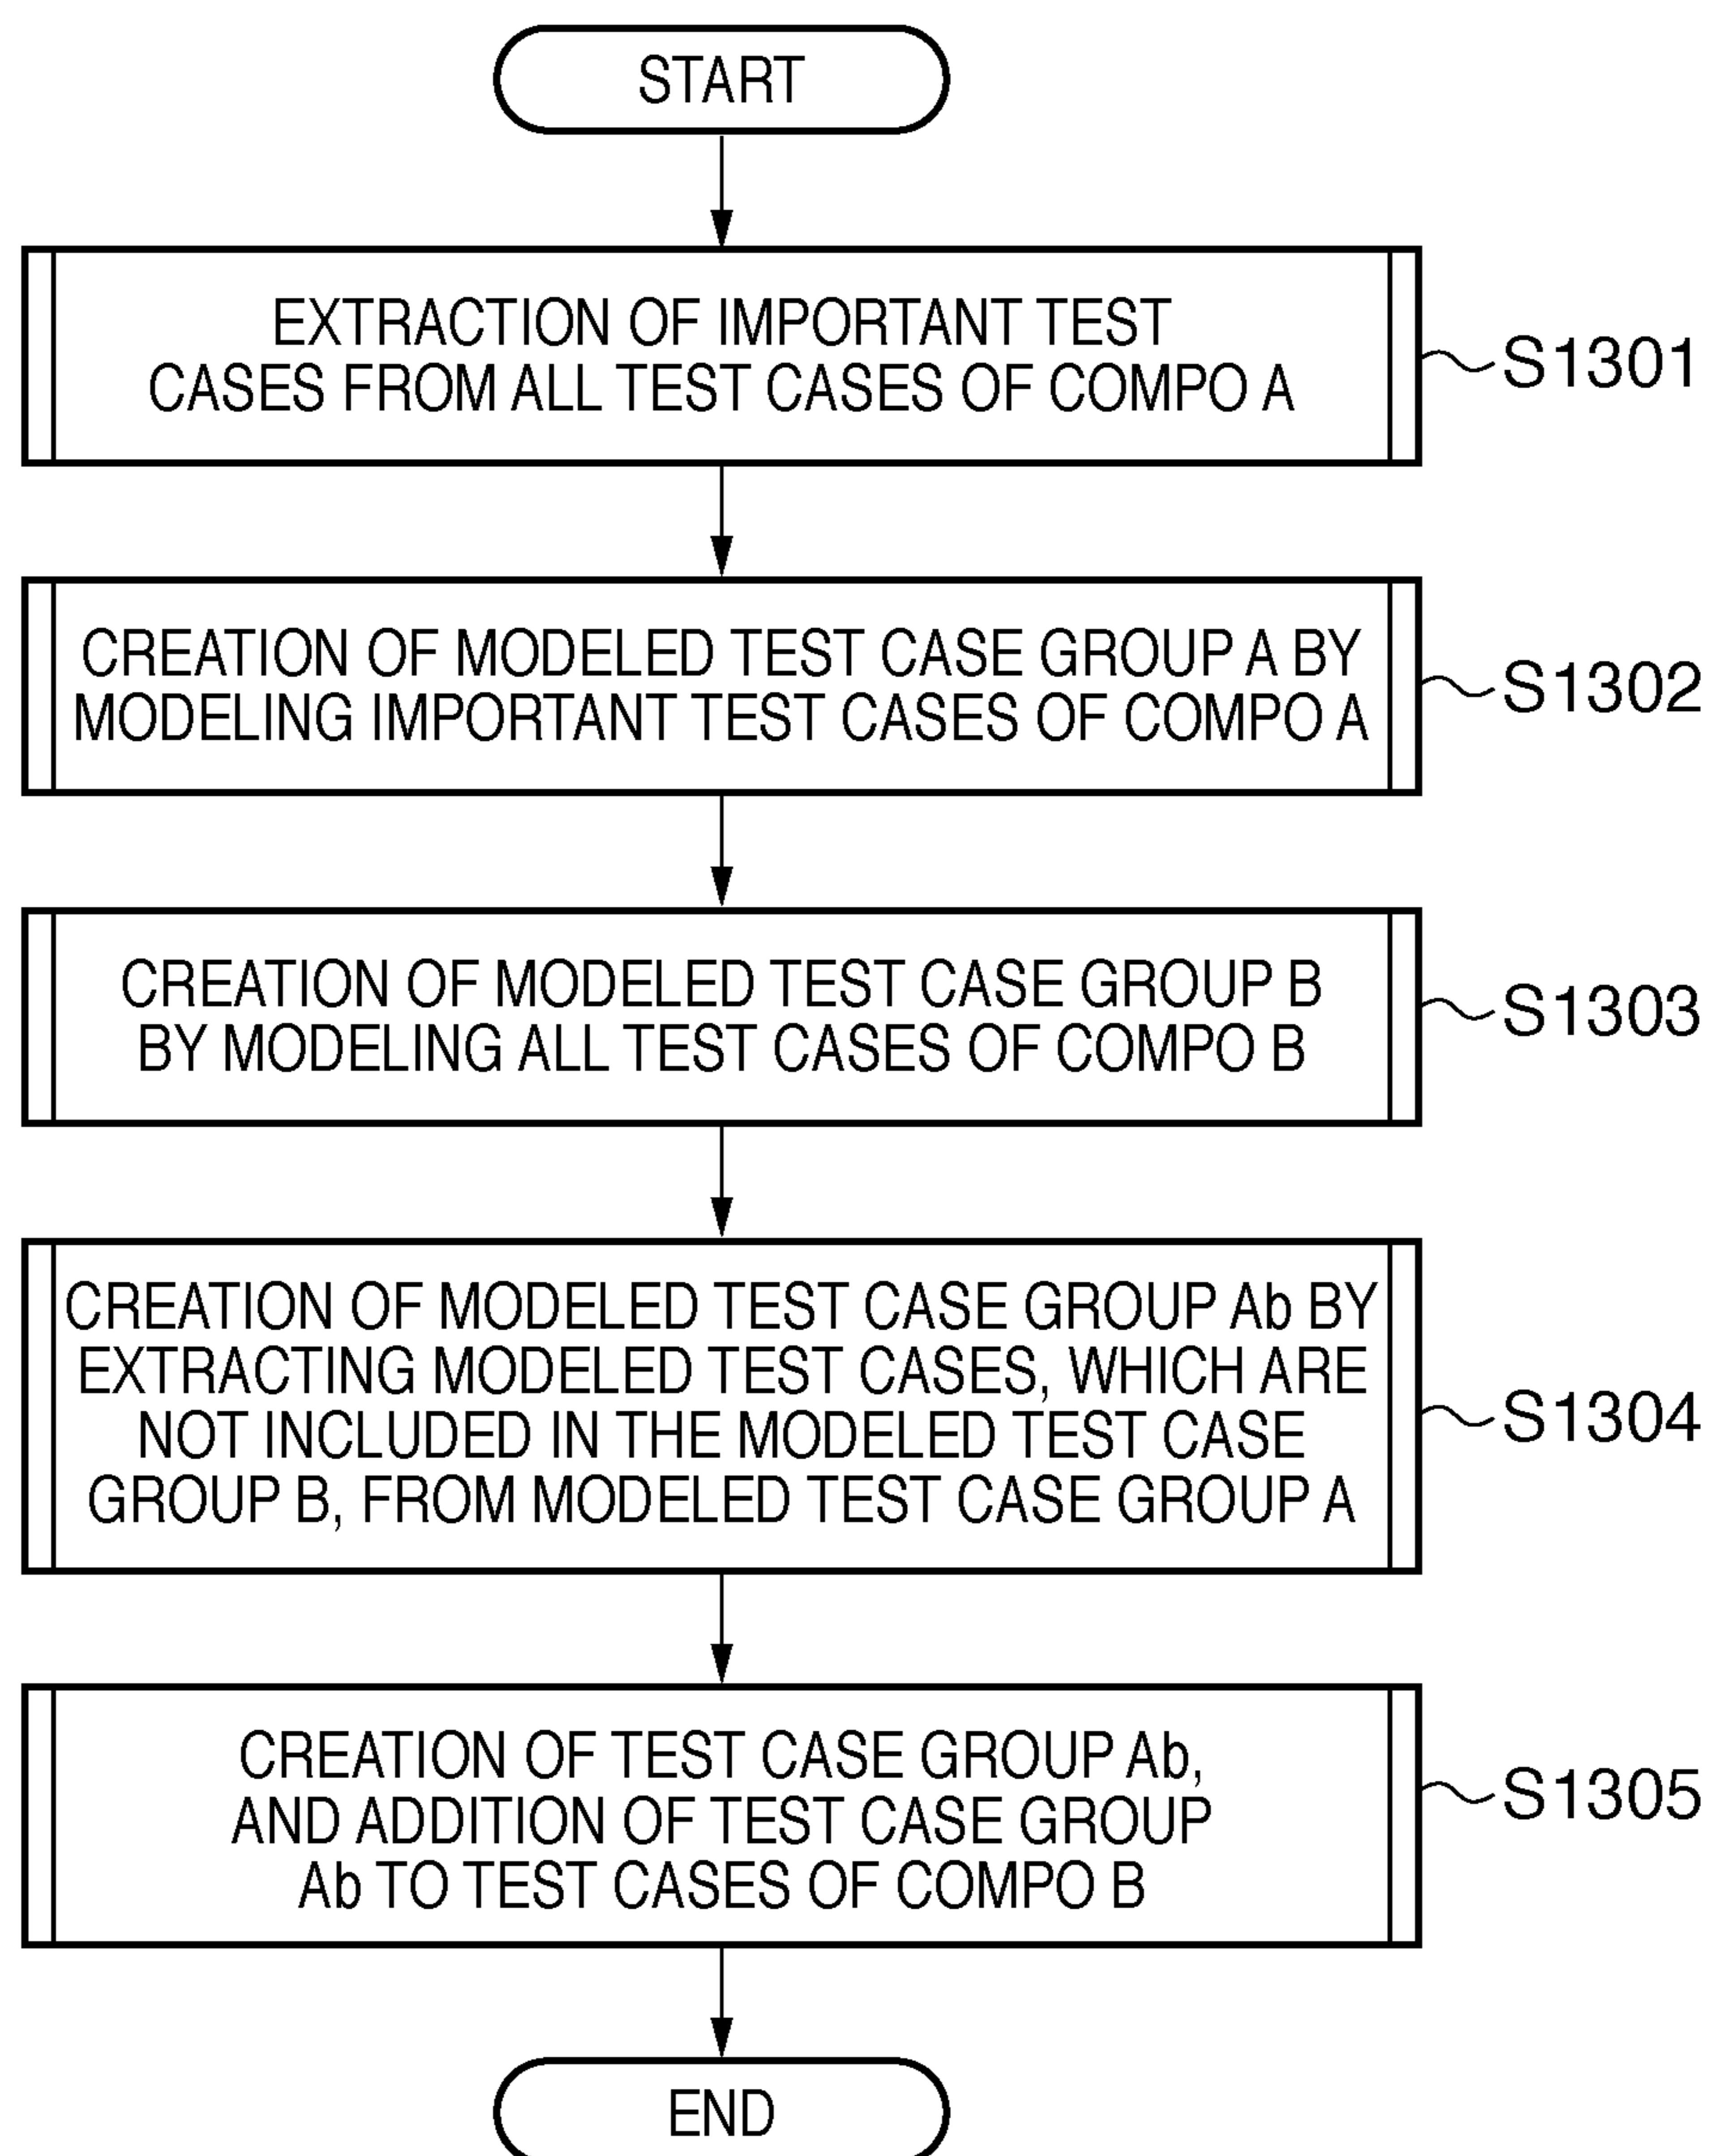 START
EXTRACTION OF IMPORTANT TEST
CASES FROM ALL TEST CASES OF COMPO A
S1301
CREATION OF MODELED TEST CASE GROUP A BY
MODELING IMPORTANT TEST CASES OF COMPO A
S1302
CREATION OF MODELED TEST CASE GROUP B
BY MODELING ALL TEST CASES OF COMPO B
S1303
CREATION OF MODELED TEST CASE GROUP Ab BY
EXTRACTING MODELED TEST CASES, WHICH ARE
NOT INCLUDED IN THE MODELED TEST CASE
GROUP B, FROM MODELED TEST CASE GROUP A
S1304
CREATION OF TEST CASE GROUP Ab,
AND ADDITION OF TEST CASE GROUP
Ab TO TEST CASES OF COMPO B
S1305
END